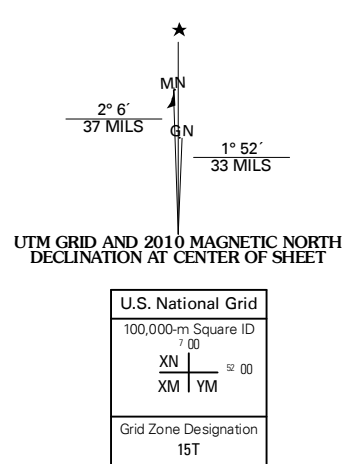 ★
MN
GN
2° 6´
37 MILS
1° 52´
33 MILS
UTM GRID AND 2010 MAGNETIC NORTH
DECLINATION AT CENTER OF SHEET
U.S. National Grid
100,000-m Square ID
7 00
XN
52 00
XM YM
Grid Zone Designation
15T